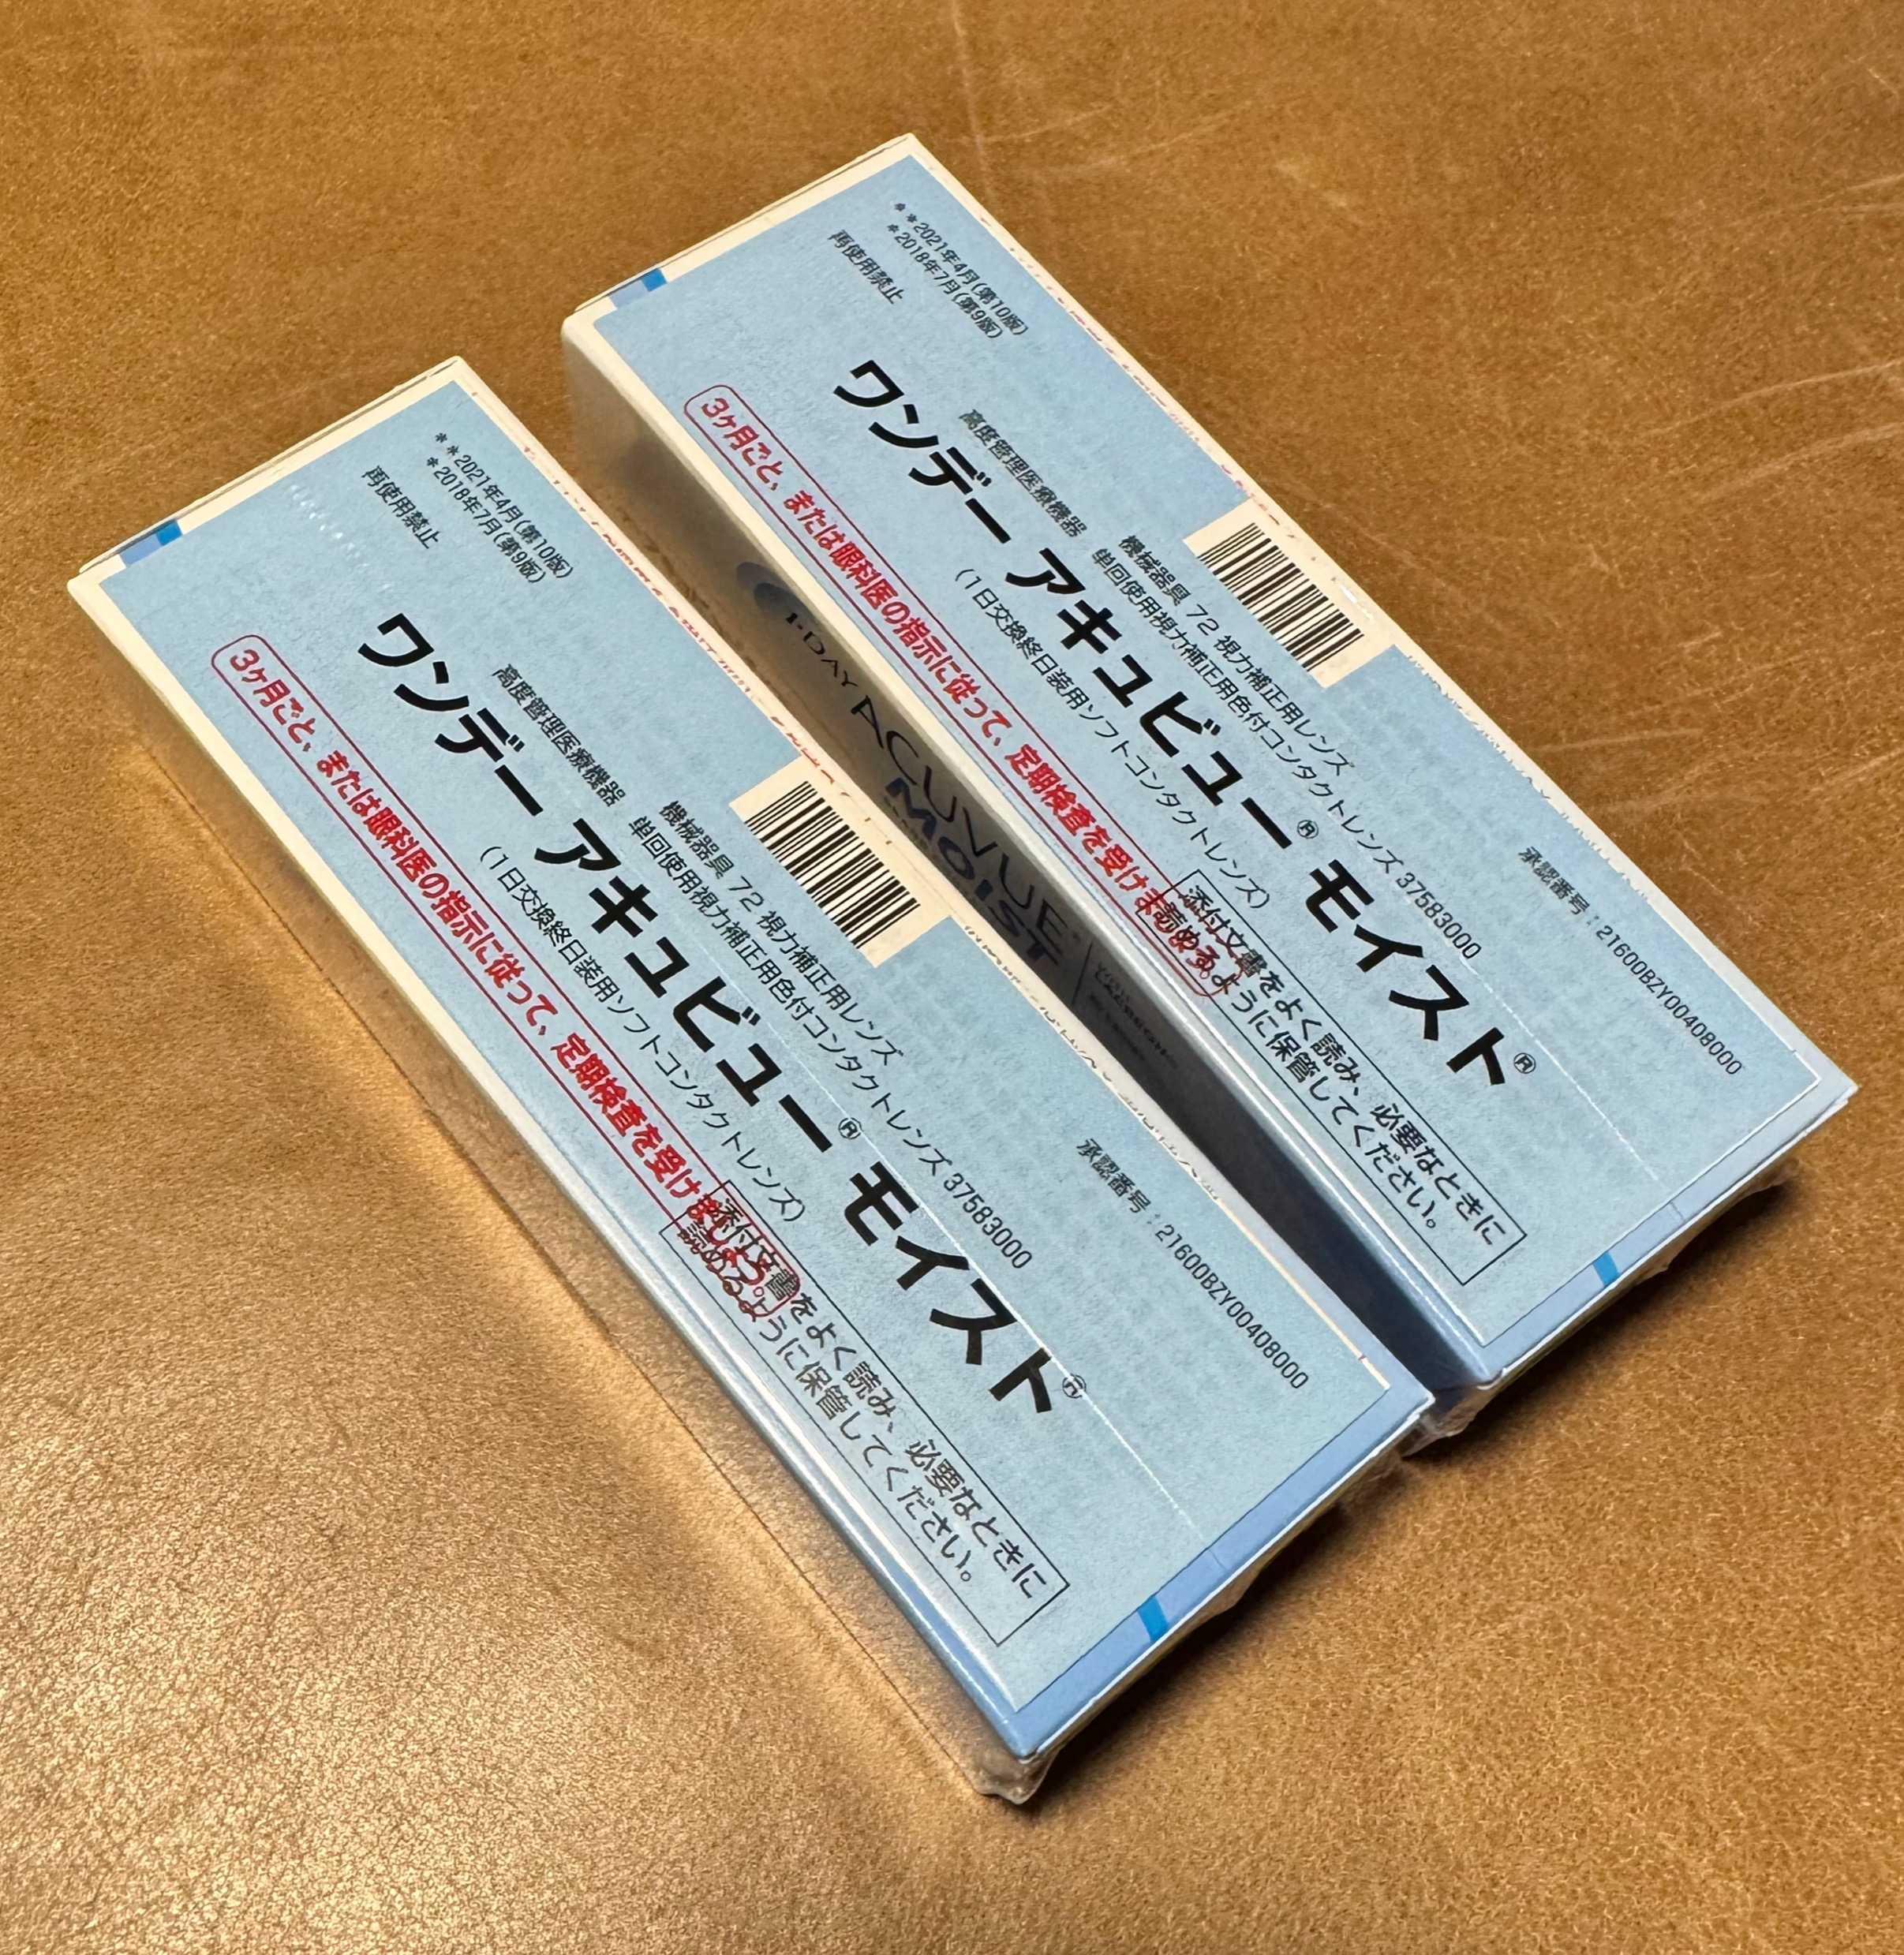 **2021年4月(第10版)
*2018年7月(第9版)
再使用禁止
承認番号：21600BZY00408000
機械器具 72 視力補正用レンズ
高度管理医療機器 単回使用視力補正用色付コンタクトレンズ 37583000
ワンデー アキュビュー® モイスト®
(1日交換終日装用ソフトコンタクトレンズ)
3ケ月ごと、または眼科医の指示に従って、定期検査を受けましょう。
添付文書をよく読み、必要なときに
読めるように保管してください。
1·DAY ACUVUE®
MOIST
**2021年4月(第10版)
*2018年7月(第9版)
再使用禁止
承認番号：21600BZY00408000
機械器具 72 視力補正用レンズ
高度管理医療機器 単回使用視力補正用色付コンタクトレンズ 37583000
ワンデー アキュビュー® モイスト®
(1日交換終日装用ソフトコンタクトレンズ)
3ケ月ごと、または眼科医の指示に従って、定期検査を受けましょう。
添付文書をよく読み、必要なときに
読めるように保管してください。